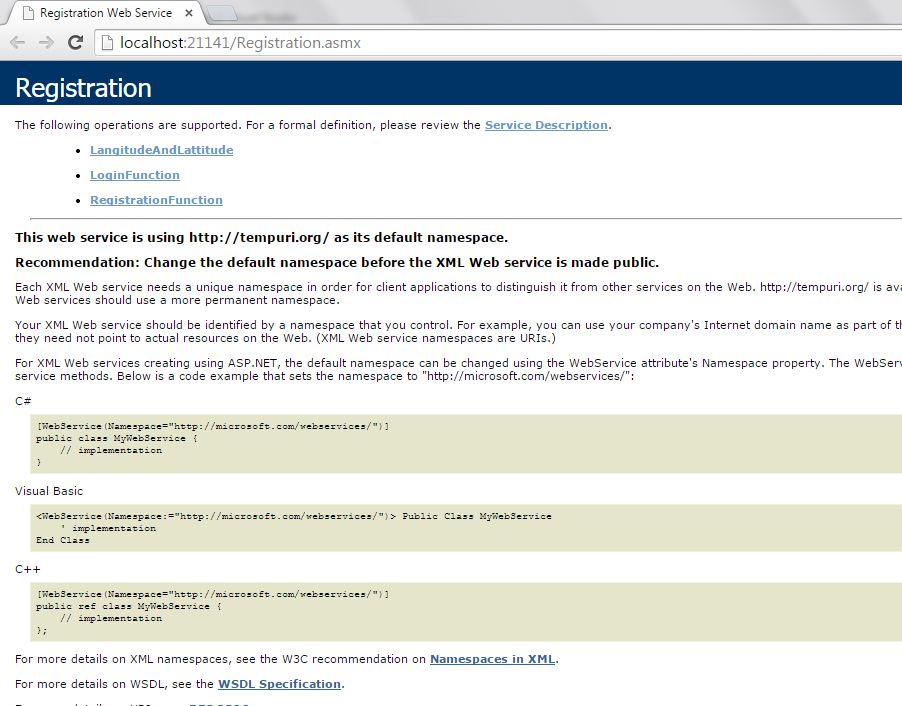 Registration Web Service
localhost:21141/Registration.asmx
Registration
The following operations are supported. For a formal definition, please review the Service Description.
LangitudeAndLattitude
LoginFunction
RegistrationFunction
This web service is using http://tempuri.org/ as its default namespace.
Recommendation: Change the default namespace before the XML Web service is made public.
Each XML Web service needs a unique namespace in order for client applications to distinguish it from other services on the Web. http://tempuri.org/ is
Web services should use a more permanent namespace.
Your XML Web service should be identified by a namespace that you control. For example, you can use your company's Internet domain name as part of
they need not point to actual resources on the Web. (XML Web service namespaces are URIs.)
For XML Web services creating using ASP.NET, the default namespace can be changed using the WebService attribute's Namespace property. The
service methods. Below is a code example that sets the namespace to "http://microsoft.com/webservices/":
C#
[WebService(Namespace="http://microsoft.com/webservices/")]
public class MyWebService {
// implementation
}
Visual Basic
<WebService(Namespace:="http://microsoft.com/webservices/")> Public Class MyWebService
' implementation
End Class
C++
[WebService(Namespace="http://microsoft.com/webservices/")]
public ref class MyWebService {
// implementation
};
For more details on XML namespaces, see the W3C recommendation on Namespaces in XML.
For more details on WSDL, see the WSDL Specification.